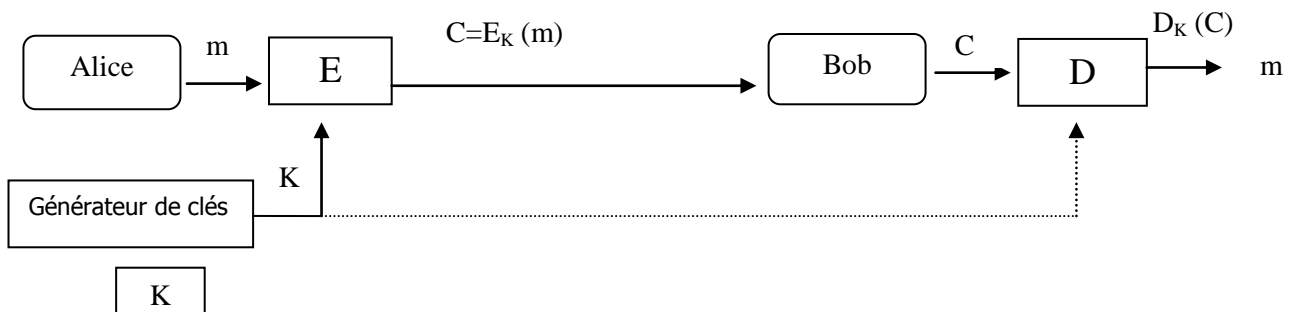 Alice
m
E
C=E_K (m)
Bob
C
D
D_K (C)
m
K
Générateur de clés
K